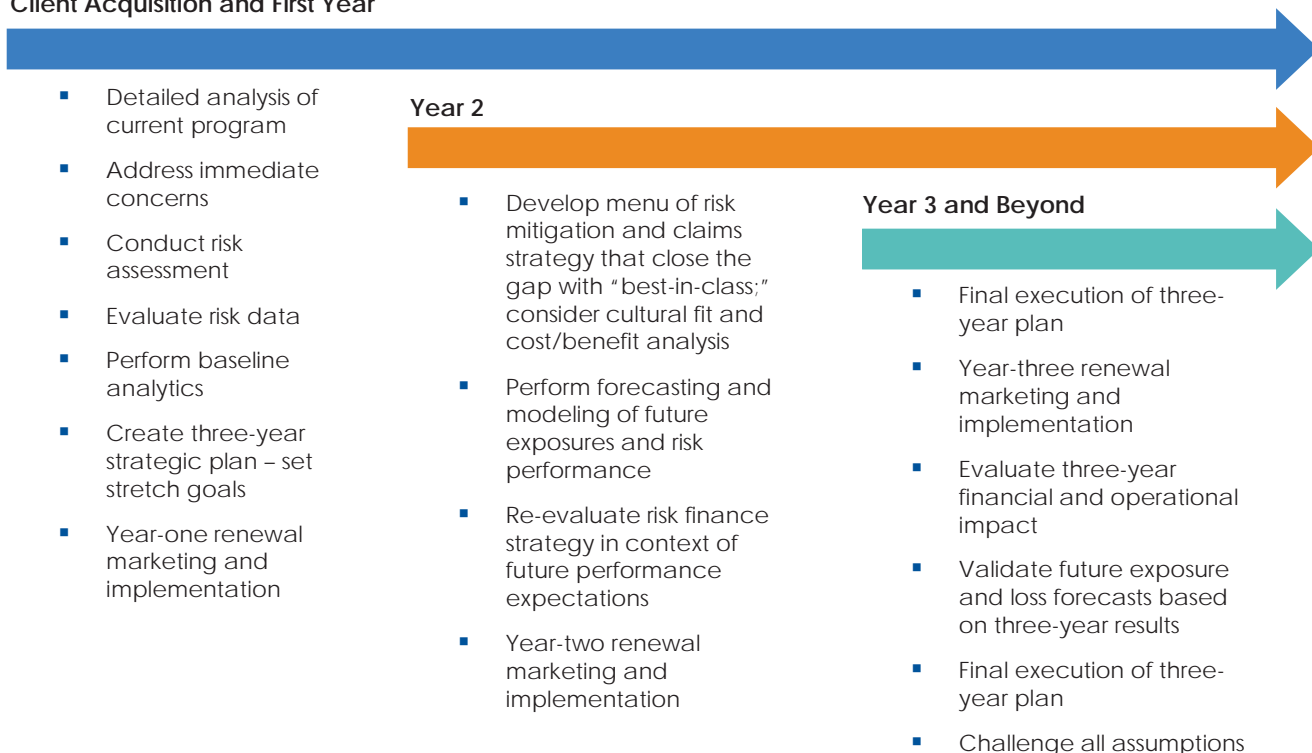 Client Acquisition and First Year
Detailed analysis of
current program
Address immediate
concerns
Conduct risk
assessment
Evaluate risk data
Perform baseline
analytics
Create three-year
strategic plan – set
stretch goals
Year-one renewal
marketing and
implementation
Year 2
Develop menu of risk
mitigation and claims
strategy that close the
gap with “best-in-class;”
consider cultural fit and
cost/benefit analysis
Perform forecasting and
modeling of future
exposures and risk
performance
Re-evaluate risk finance
strategy in context of
future performance
expectations
Year-two renewal
marketing and
implementation
Year 3 and Beyond
Final execution of three-
year plan
Year-three renewal
marketing and
implementation
Evaluate three-year
financial and operational
impact
Validate future exposure
and loss forecasts based
on three-year results
Final execution of three-
year plan
Challenge all assumptions